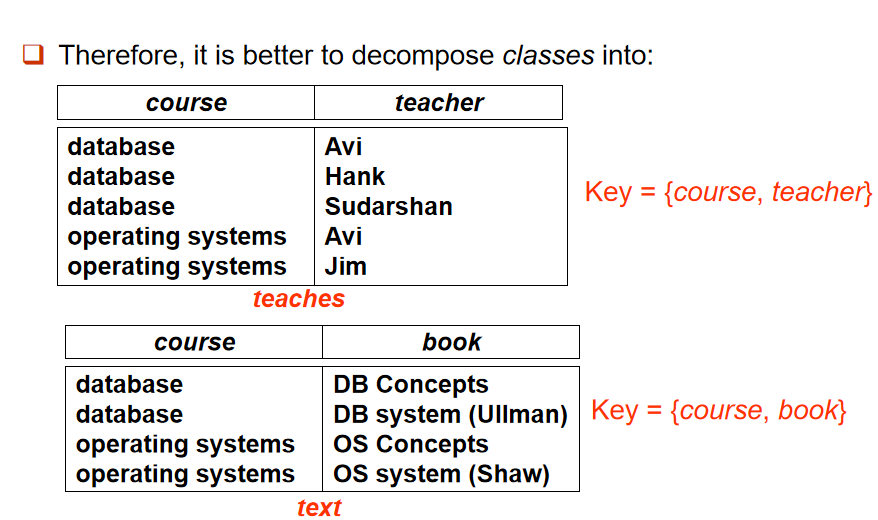 Therefore, it is better to decompose classes into:
course teacher
database Avi
database Hank
database Sudarshan
operating systems Avi
operating systems Jim
Key = {course, teacher}
teaches
course book
database DB Concepts
database DB system (Ullman)
operating systems OS Concepts
operating systems OS system (Shaw)
Key = {course, book}
text